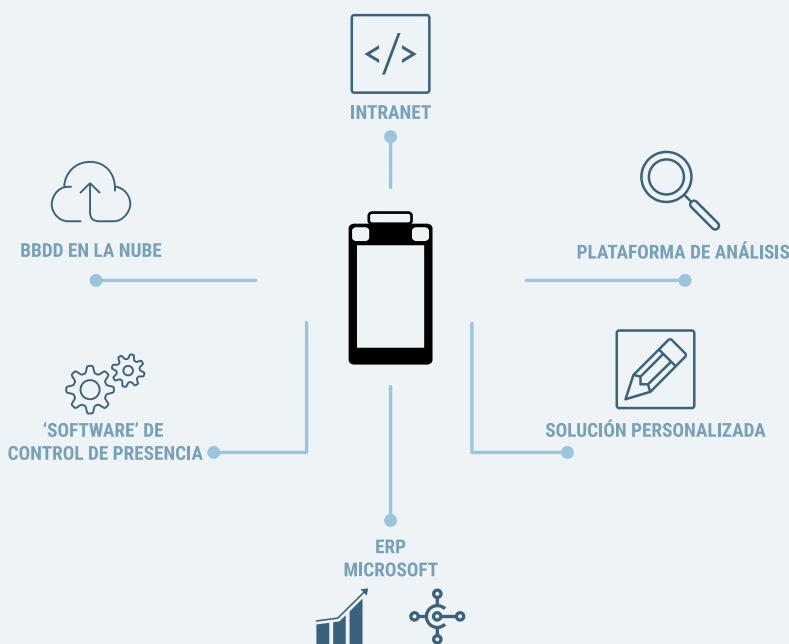 INTRANET
BBDD EN LA NUBE
PLATAFORMA DE ANÁLISIS
‘SOFTWARE’ DE
CONTROL DE PRESENCIA
SOLUCIÓN PERSONALIZADA
ERP
MICROSOFT